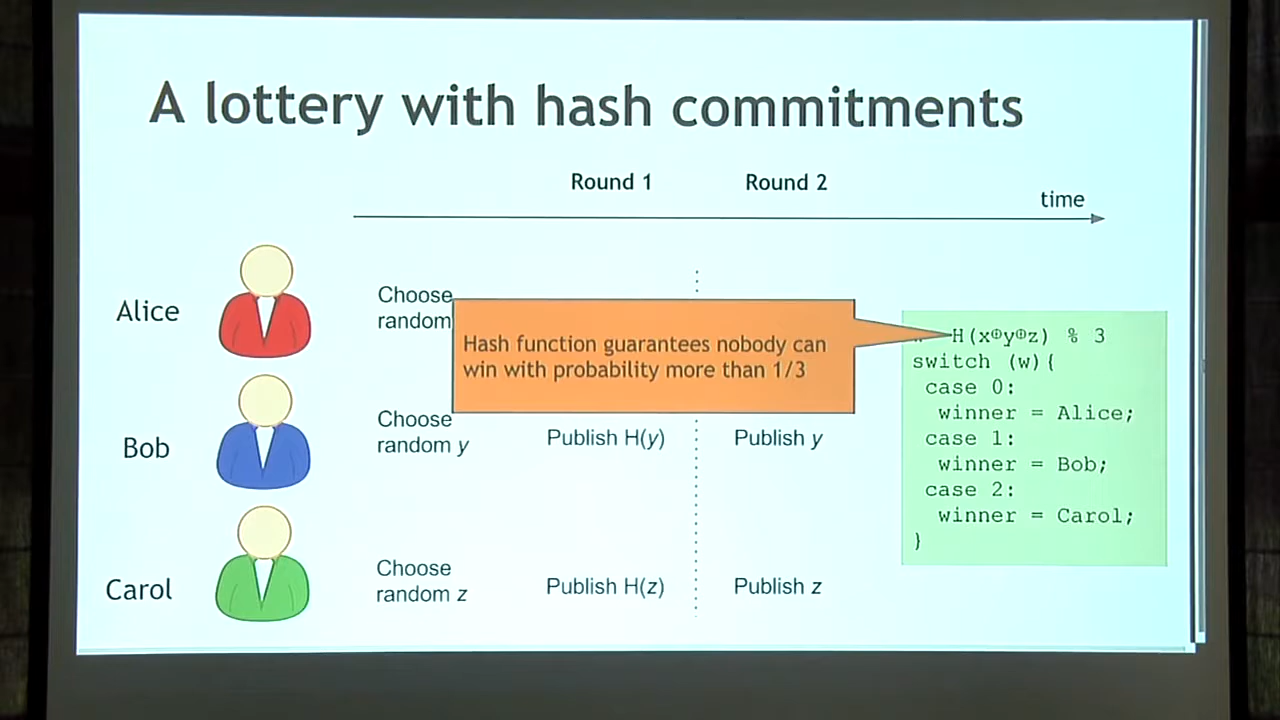 A lottery with hash commitments
Round 1
Round 2
time
Alice
Choose
random
Hash function guarantees nobody can
win with probability more than 1/3
H(x⊕y⊕z) % 3
switch (w){
case 0:
winner = Alice;
case 1:
winner = Bob;
case 2:
winner = Carol;
}
Bob
Choose
random y
Publish H(y)
Publish y
Carol
Choose
random z
Publish H(z)
Publish z